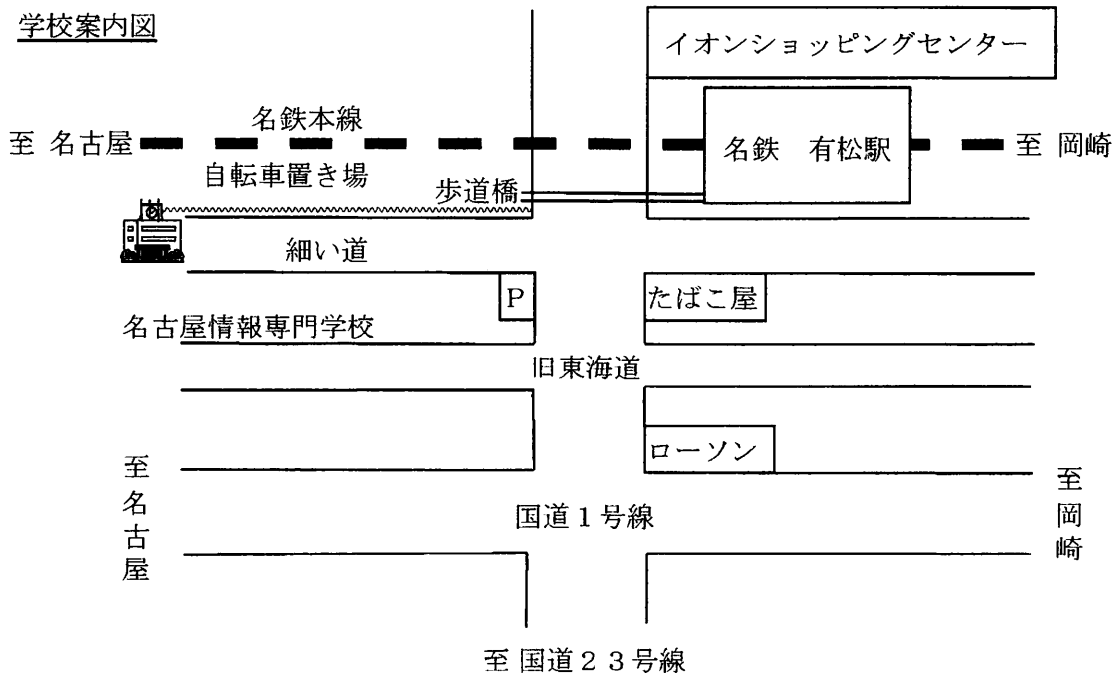 学校案内図
イオンショッピングセンター
名鉄本線
至 名古屋
名鉄 有松駅
至 岡崎
自転車置き場
歩道橋
細い道
P
たばこ屋
名古屋情報専門学校
旧東海道
ローソン
至名古屋
至岡崎
国道1号線
至 国道23号線